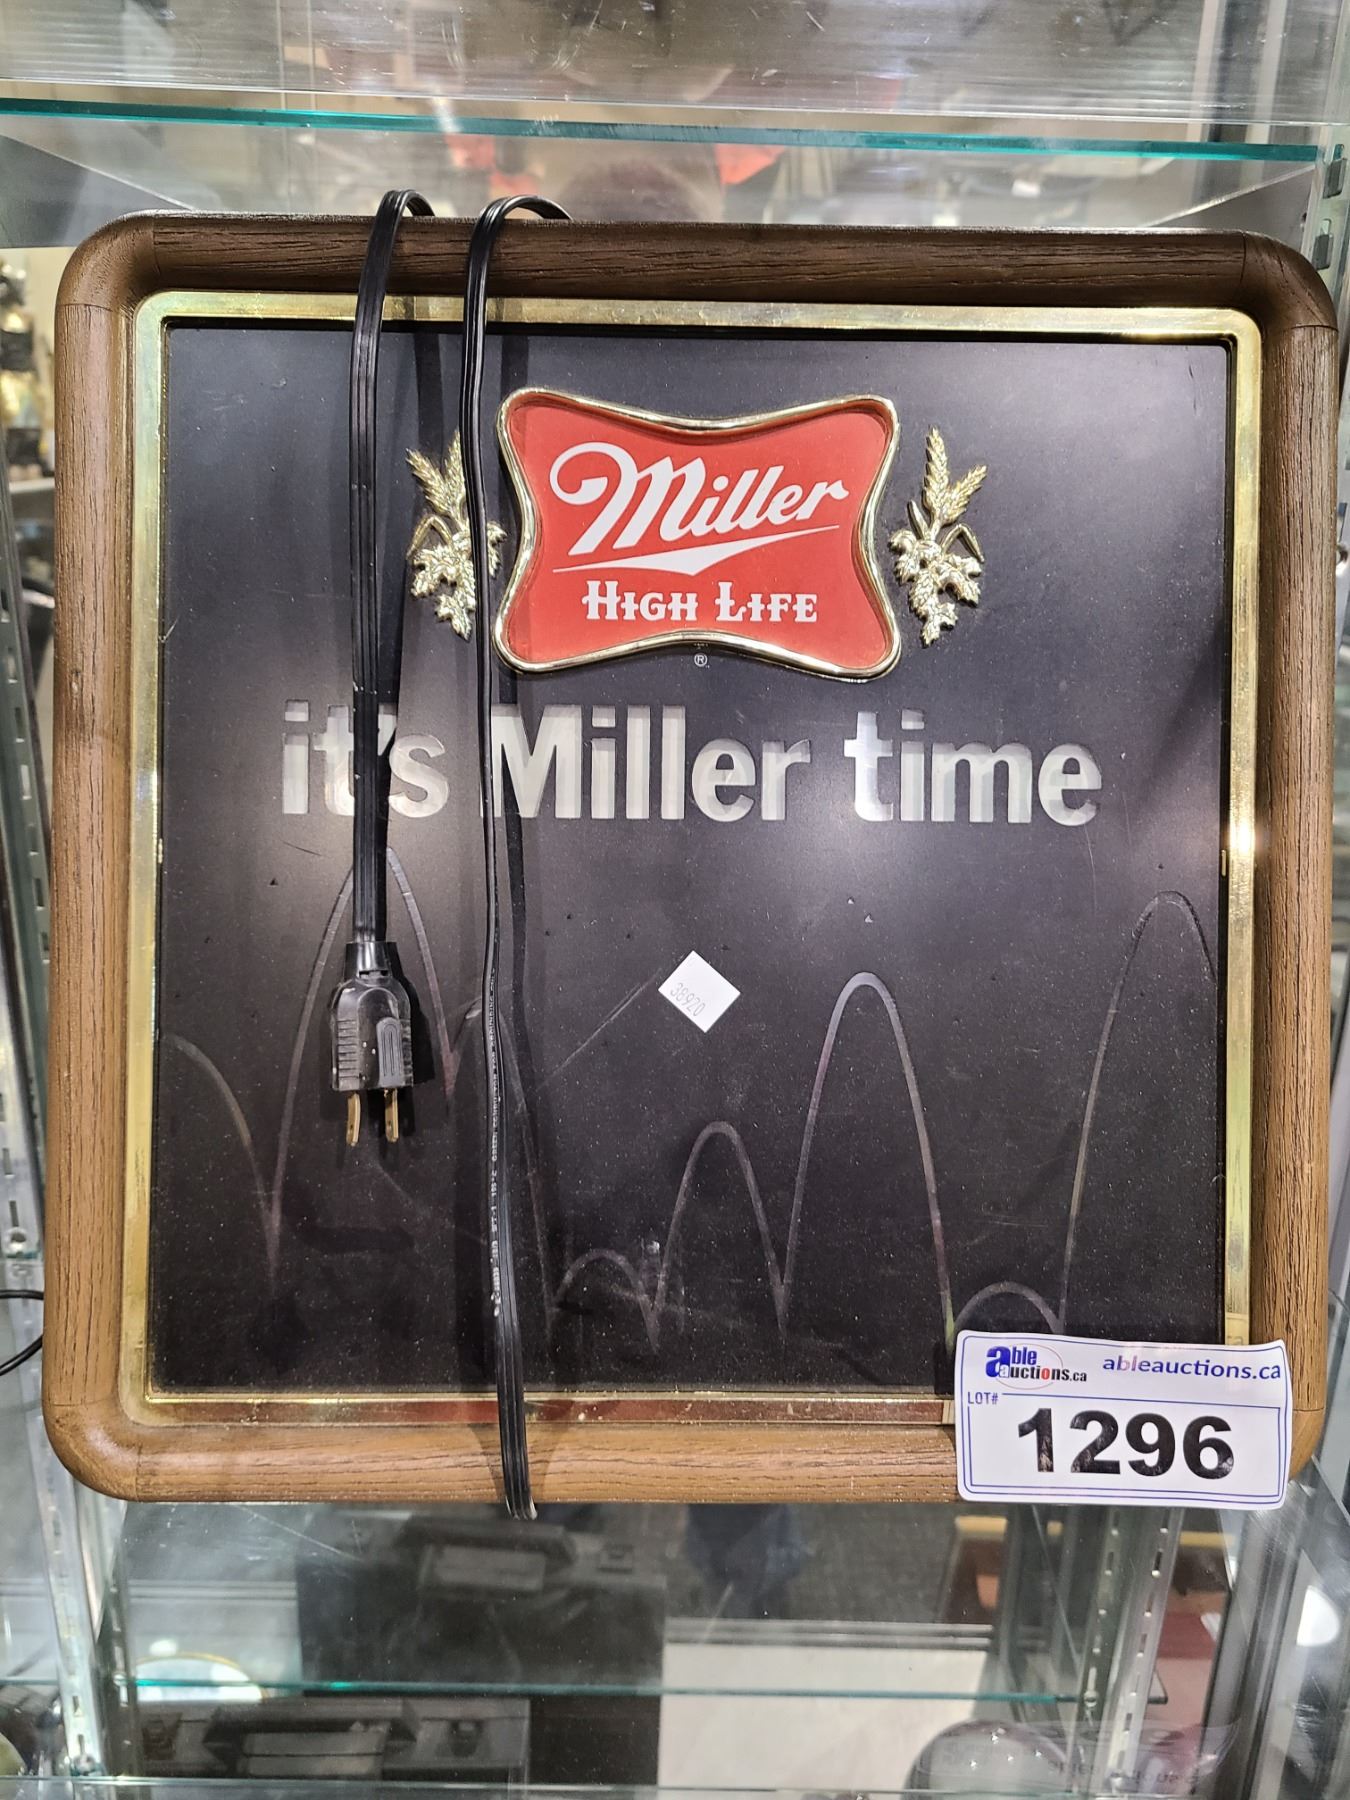 Miller
HIGH LIFE
®
it's Miller time
38920
able auctions.ca
ableauctions.ca
LOT#
1296